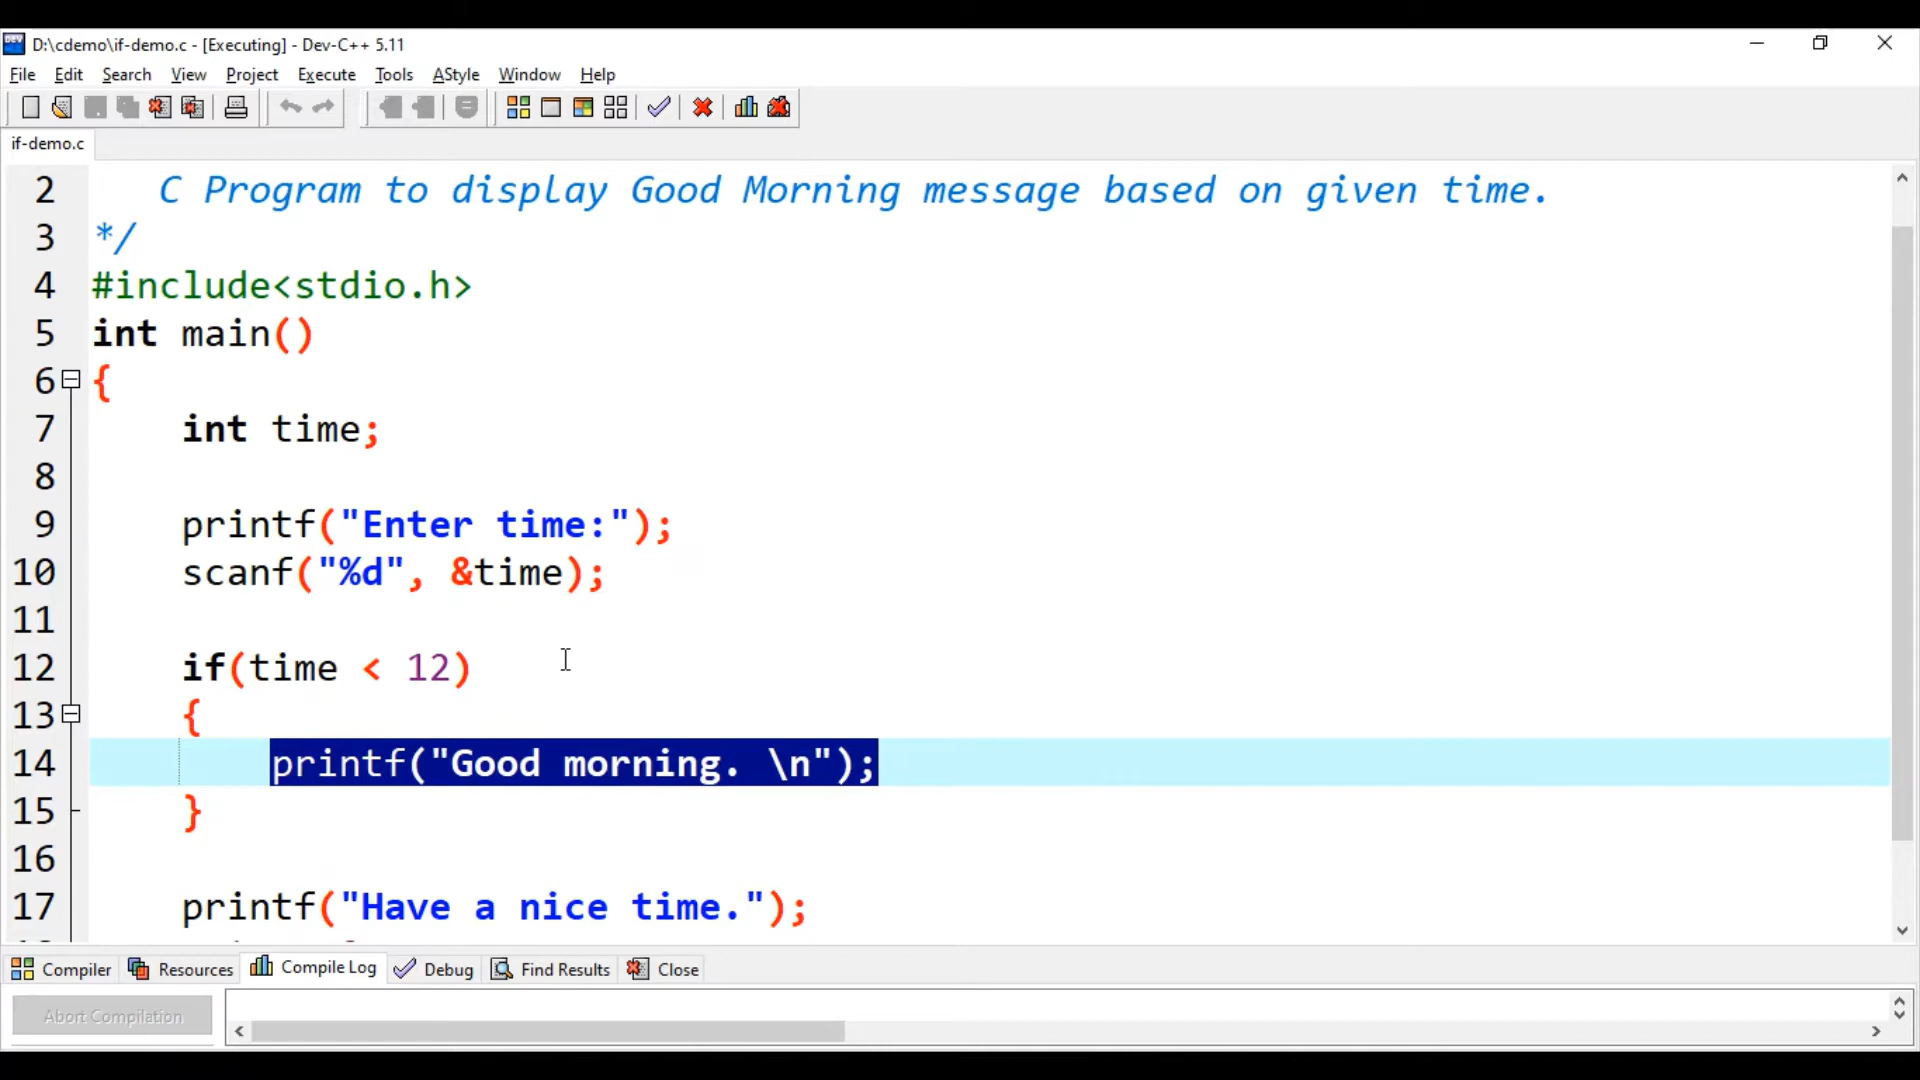 D:\cdemo\if-demo.c - [Executing] - Dev-C++ 5.11
File Edit Search View Project Execute Tools AStyle Window Help
if-demo.c
2 C Program to display Good Morning message based on given time.
3 */
4 #include<stdio.h>
5 int main()
6 {
7 int time;
8
9 printf("Enter time:");
10 scanf("%d", &time);
11
12 if(time < 12)
13 {
14 printf("Good morning. \n");
15 }
16
17 printf("Have a nice time.");
Compiler Resources Compile Log Debug Find Results Close
Abort Compilation